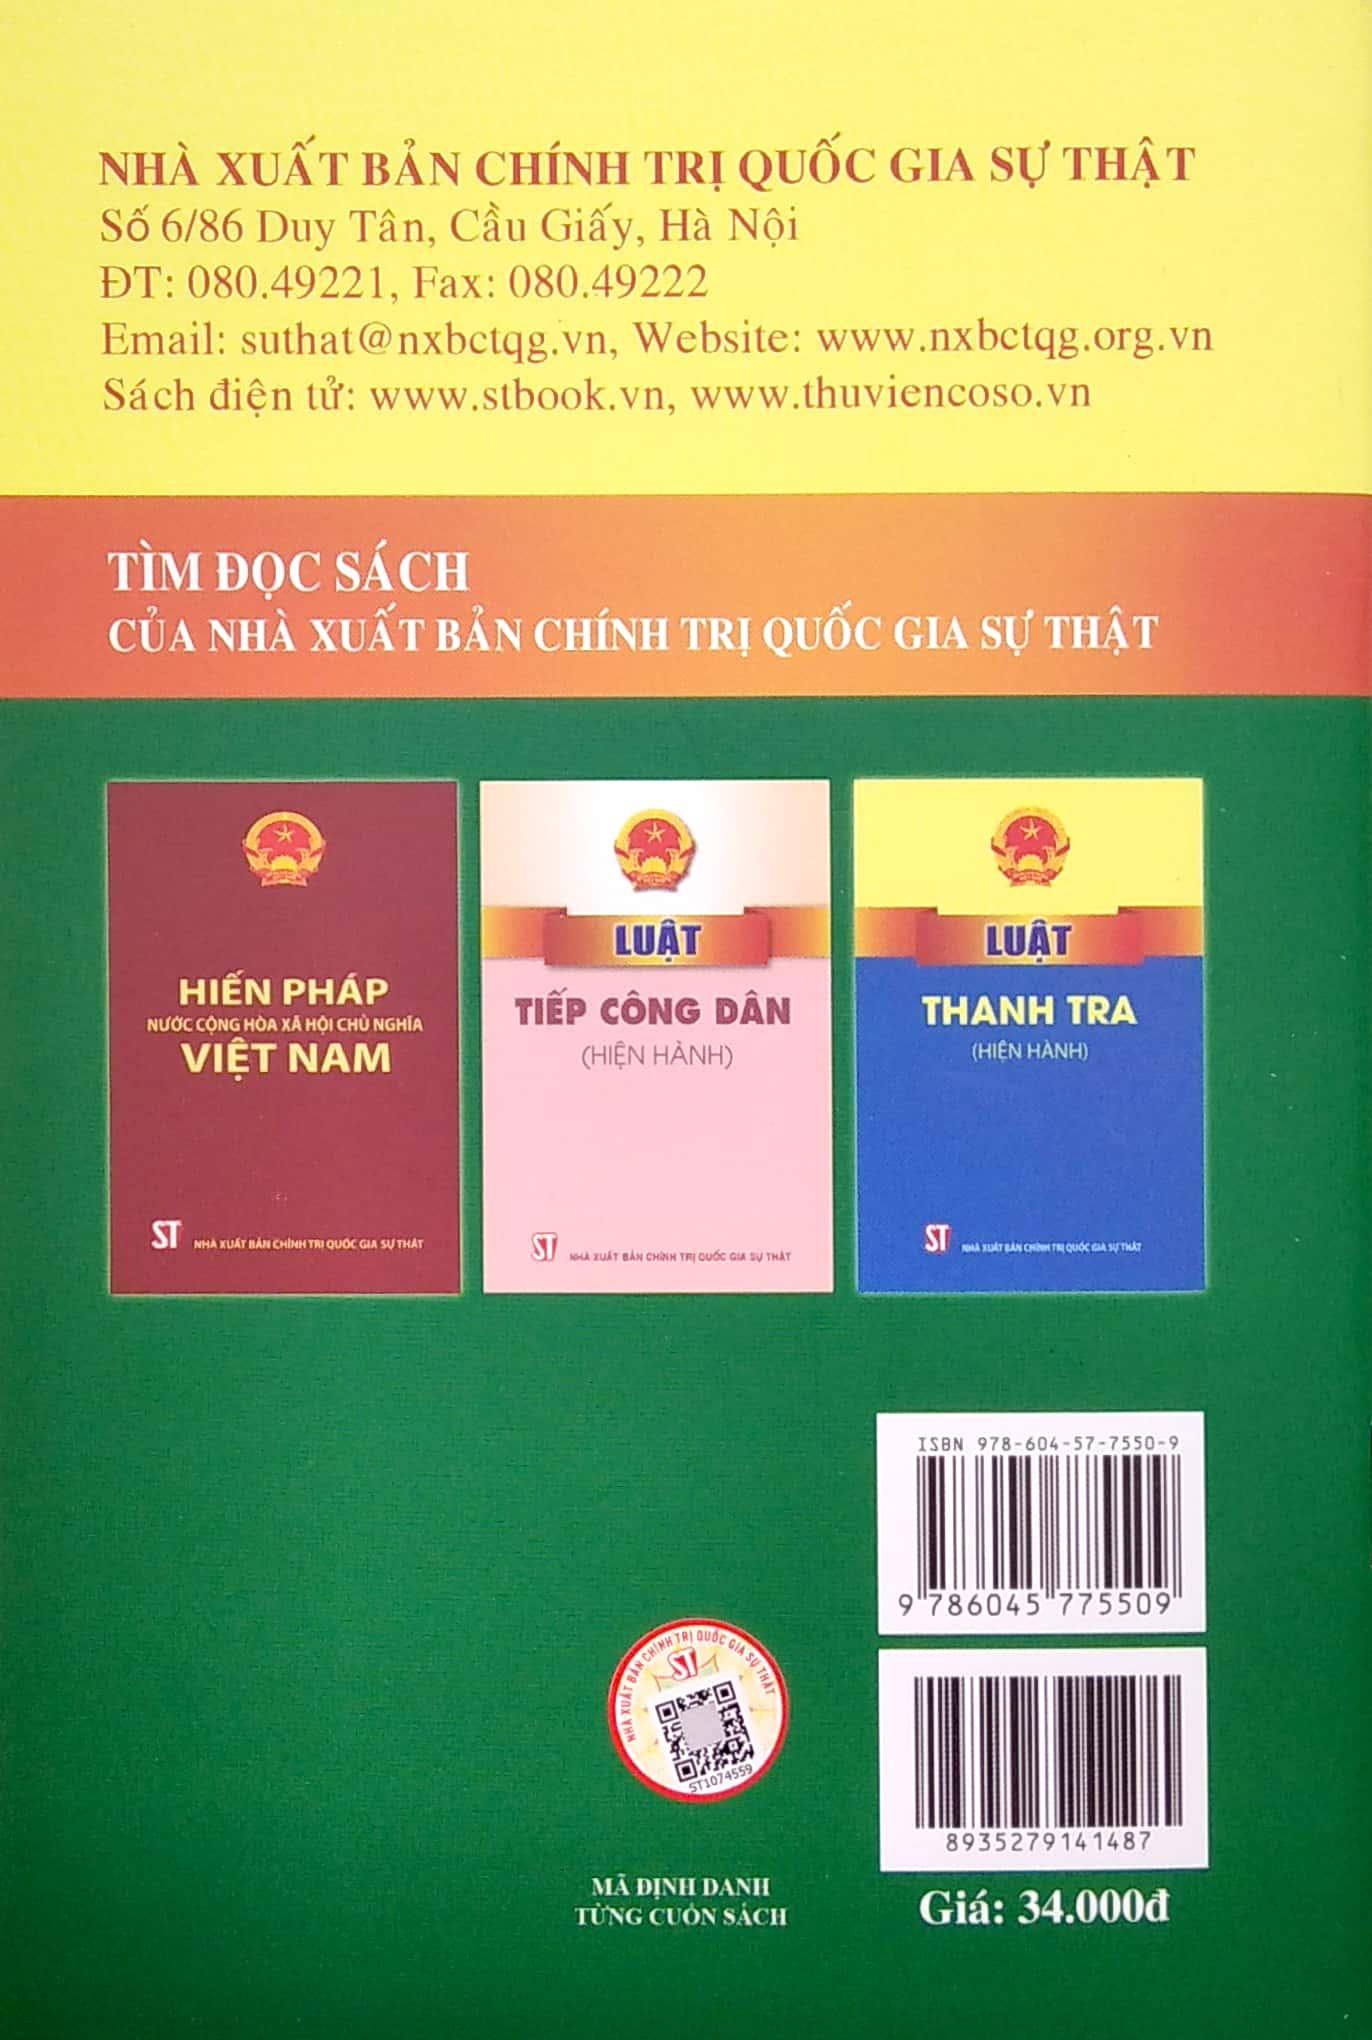 NHÀ XUẤT BẢN CHÍNH TRỊ QUỐC GIA SỰ THẬT
Số 6/86 Duy Tân, Cầu Giấy, Hà Nội
ĐT: 080.49221, Fax: 080.49222
Email: suthat@nxbctqg.vn, Website: www.nxbctqg.org.vn
Sách điện tử: www.stbook.vn, www.thuviencoso.vn
TÌM ĐỌC SÁCH
CỦA NHÀ XUẤT BẢN CHÍNH TRỊ QUỐC GIA SỰ THẬT
HIẾN PHÁP
NƯỚC CỘNG HÒA XÃ HỘI CHỦ NGHĨA
VIỆT NAM
ST NHÀ XUẤT BẢN CHÍNH TRỊ QUỐC GIA SỰ THẬT
LUẬT
TIẾP CÔNG DÂN
(HIỆN HÀNH)
ST NHÀ XUẤT BẢN CHÍNH TRỊ QUỐC GIA SỰ THẬT
LUẬT
THANH TRA
(HIỆN HÀNH)
ST NHÀ XUẤT BẢN CHÍNH TRỊ QUỐC GIA SỰ THẬT
ISBN 978-604-57-7550-9
9 786045 775509
NHÀ XUẤT BẢN CHÍNH TRỊ QUỐC GIA SỰ THẬT
ST
ST1074559
8935279141487
MÃ ĐỊNH DANH
TỪNG CUỐN SÁCH
Giá: 34.000đ